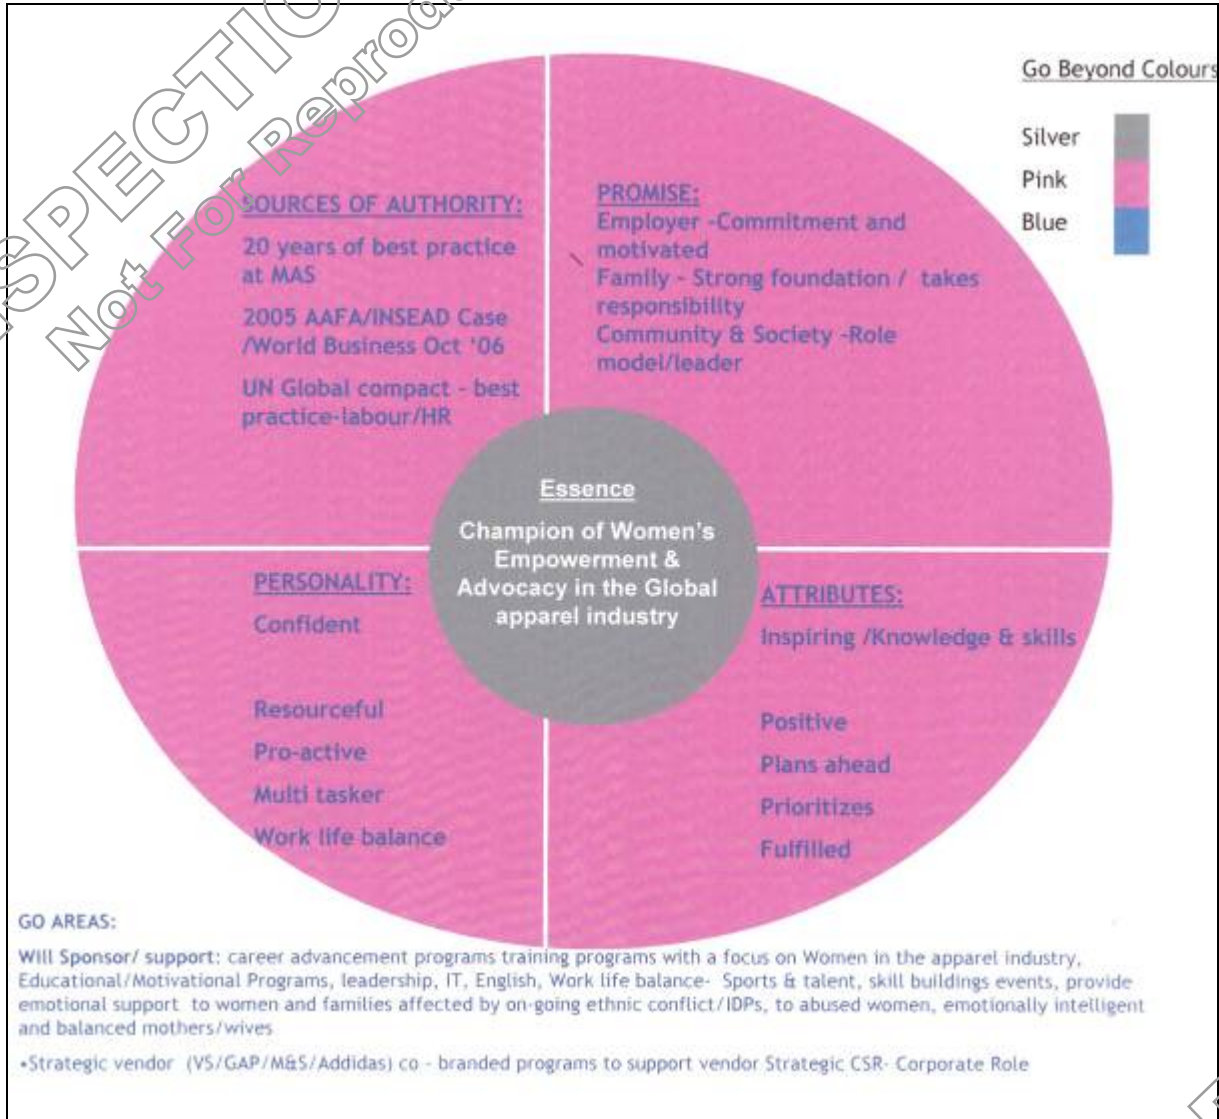 SPECTIO
Not For Reprodu
Go Beyond Colours
Silver
Pink
Blue
SOURCES OF AUTHORITY:
20 years of best practice
at MAS
2005 AAFA/INSEAD Case
/World Business Oct ‘06
UN Global compact - best
practice-labour/HR
PROMISE:
Employer -Commitment and
motivated
Family - Strong foundation / takes
responsibility
Community & Society -Role
model/leader
Essence
Champion of Women's
Empowerment &
Advocacy in the Global
apparel industry
PERSONALITY:
Confident
Resourceful
Pro-active
Multi tasker
Work life balance
ATTRIBUTES:
Inspiring /Knowledge & skills
Positive
Plans ahead
Prioritizes
Fulfilled
GO AREAS:
Will Sponsor/ support: career advancement programs training programs with a focus on Women in the apparel industry,
Educational/Motivational Programs, leadership, IT, English, Work life balance- Sports & talent, skill buildings events, provide
emotional support to women and families affected by on-going ethnic conflict/IDPs, to abused women, emotionally intelligent
and balanced mothers/wives
•Strategic vendor (VS/GAP/M&S/Addidas) co - branded programs to support vendor Strategic CSR- Corporate Role